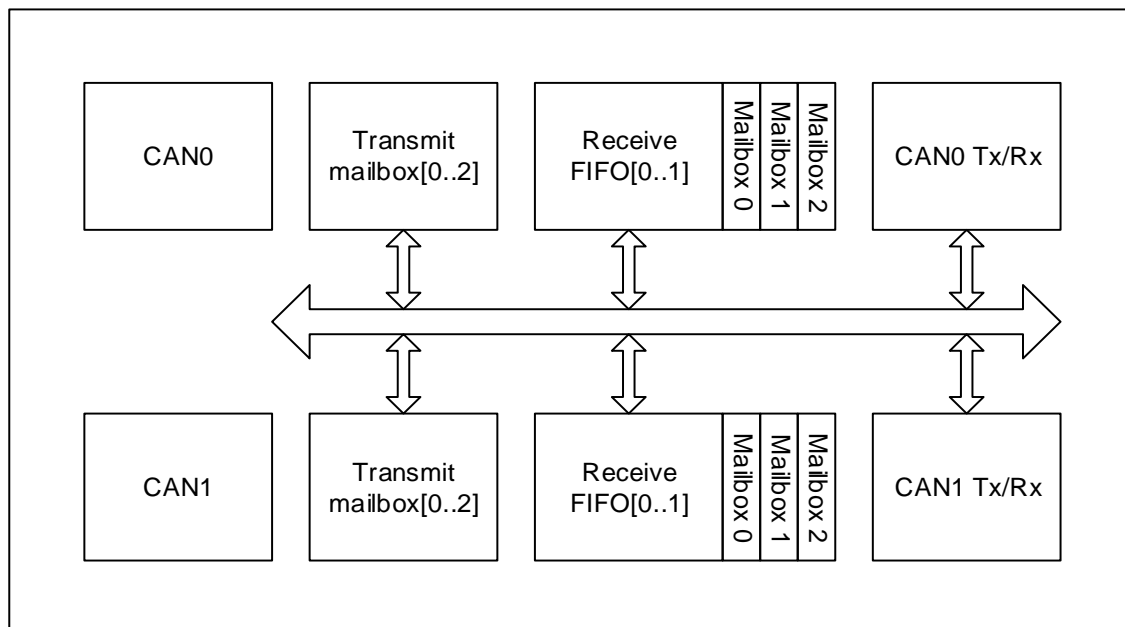 CAN0
Transmit
mailbox[0..2]
Receive
FIFO[0..1]
Mailbox 0
Mailbox 1
Mailbox 2
CAN0 Tx/Rx
CAN1
Transmit
mailbox[0..2]
Receive
FIFO[0..1]
Mailbox 0
Mailbox 1
Mailbox 2
CAN1 Tx/Rx